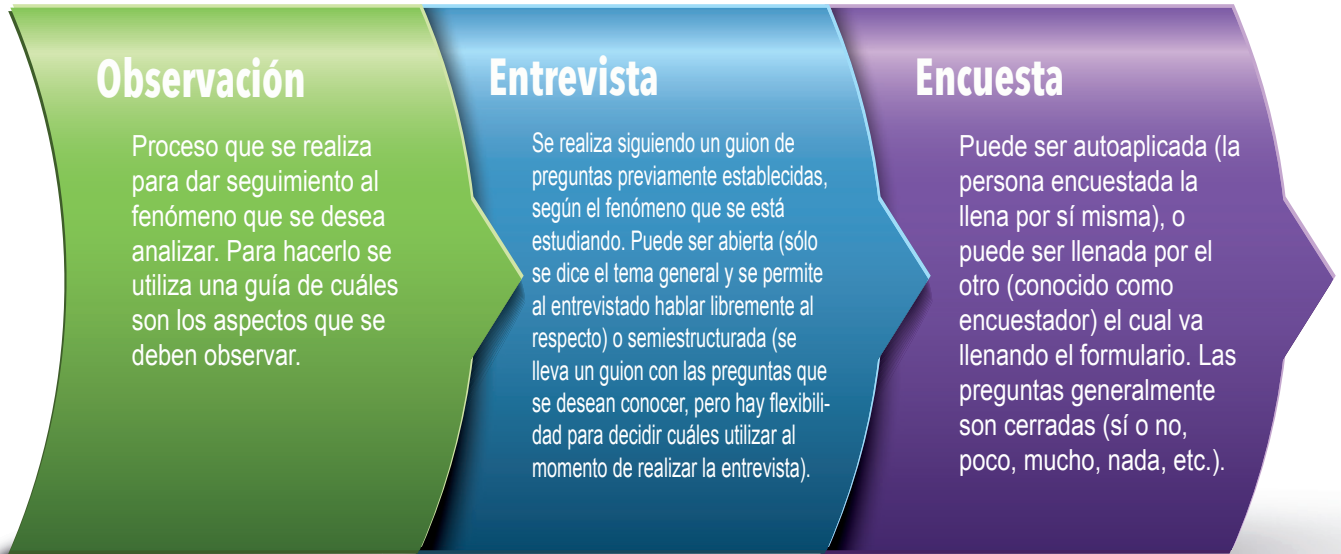 Observación
Proceso que se realiza
para dar seguimiento al
fenómeno que se desea
analizar. Para hacerlo se
utiliza una guía de cuáles
son los aspectos que se
deben observar.
Entrevista
Se realiza siguiendo un guion de
preguntas previamente establecidas,
según el fenómeno que se está
estudiando. Puede ser abierta (sólo
se dice el tema general y se permite
al entrevistado hablar libremente al
respecto) o semiestructurada (se
lleva un guion con las preguntas que
se desean conocer, pero hay flexibili-
dad para decidir cuáles utilizar al
momento de realizar la entrevista).
Encuesta
Puede ser autoaplicada (la
persona encuestada la
llena por sí misma), o
puede ser llenada por el
otro (conocido como
encuestador) el cual va
llenando el formulario. Las
preguntas generalmente
son cerradas (sí o no,
poco, mucho, nada, etc.).